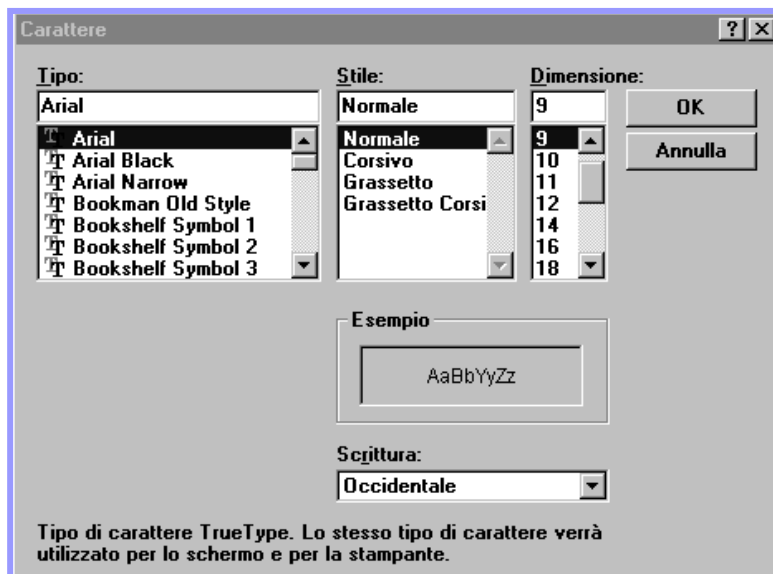 Carattere
Tipo:
Arial
Arial
Arial Black
Arial Narrow
Bookman Old Style
Bookshelf Symbol 1
Bookshelf Symbol 2
Bookshelf Symbol 3
Stile:
Normale
Normale
Corsivo
Grassetto
Grassetto Corsi
Dimensione:
9
9
10
11
12
14
16
18
OK
Annulla
Esempio
AaBbYyZz
Scrittura:
Occidentale
Tipo di carattere TrueType. Lo stesso tipo di carattere verrà
utilizzato per lo schermo e per la stampante.